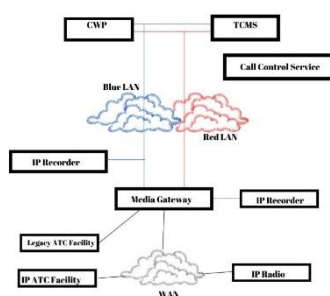 CWP
TCMS
Call Control Service
Blue LAN
Red LAN
IP Recorder
Media Gateway
IP Recorder
Legacy ATC Facility
IP ATC Facility
IP Radio
WAN